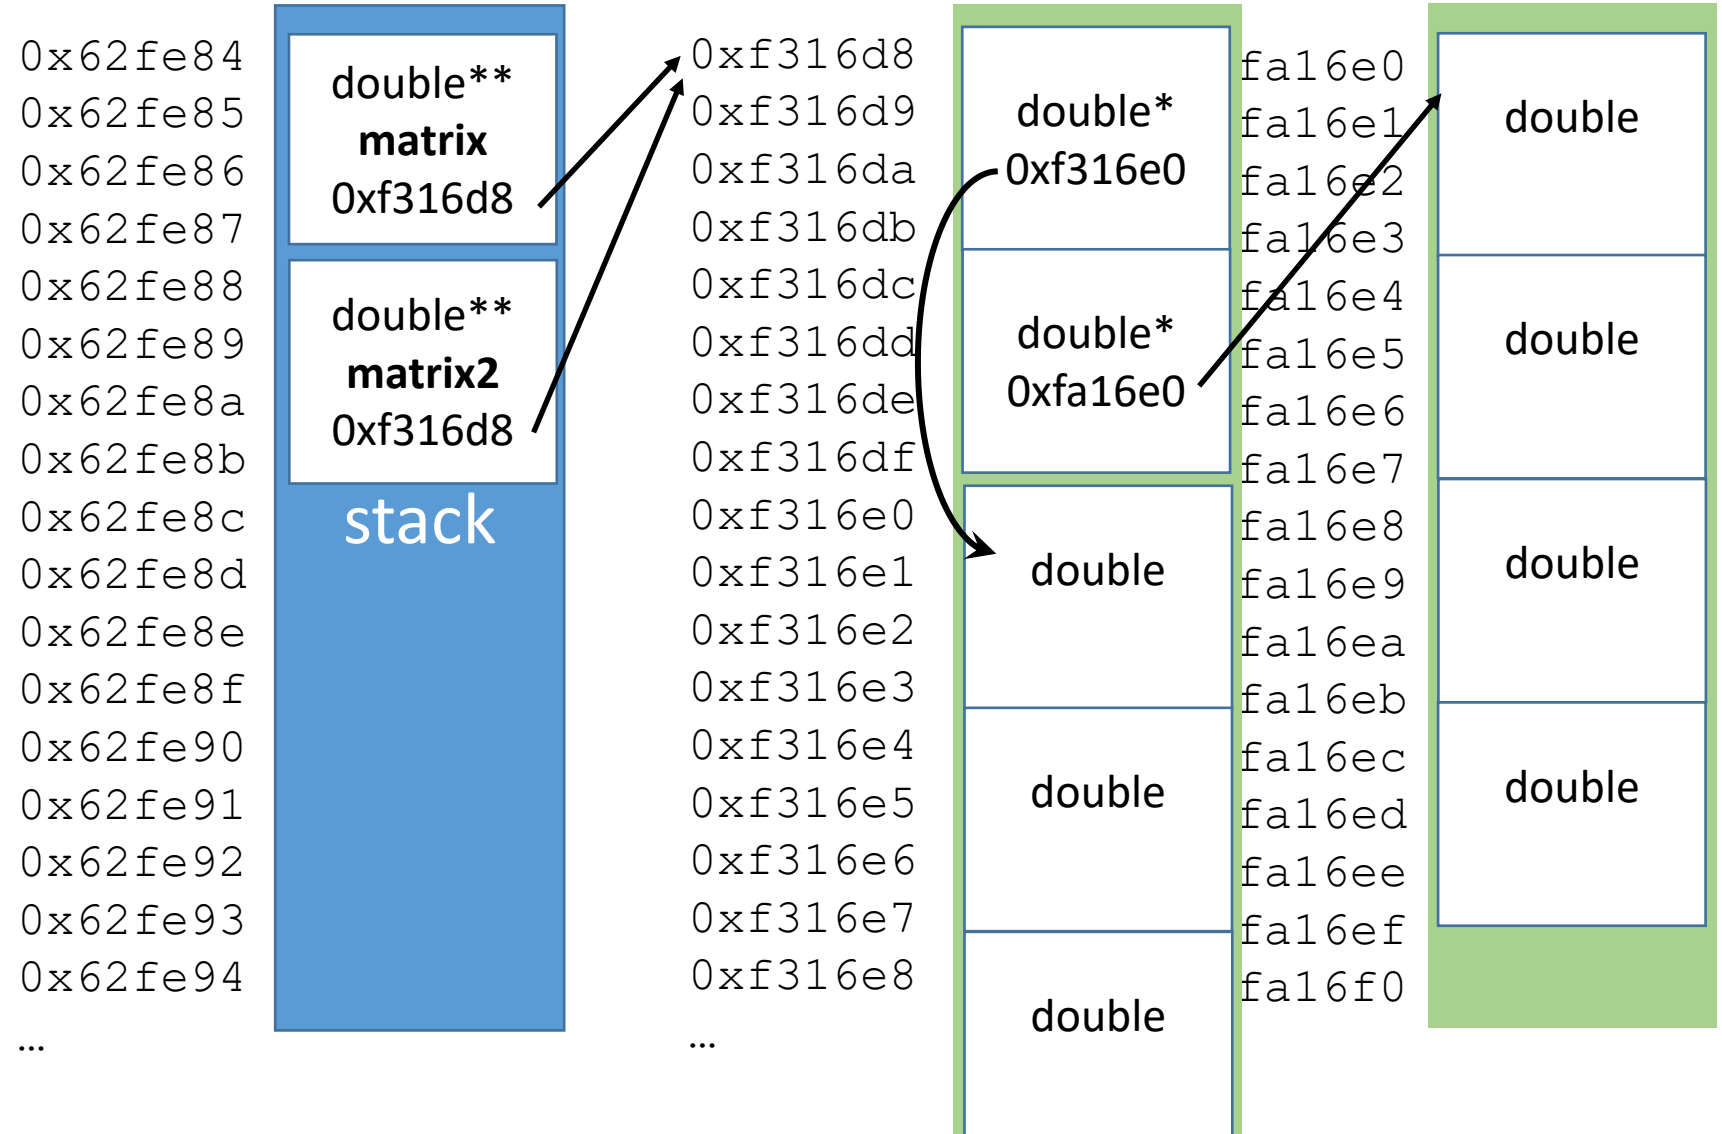 0x62fe84
0x62fe85
0x62fe86
0x62fe87
0x62fe88
0x62fe89
0x62fe8a
0x62fe8b
0x62fe8c
0x62fe8d
0x62fe8e
0x62fe8f
0x62fe90
0x62fe91
0x62fe92
0x62fe93
0x62fe94
…
double**
matrix
0xf316d8
double**
matrix2
0xf316d8
stack
0xf316d8
0xf316d9
0xf316da
0xf316db
0xf316dc
0xf316dd
0xf316de
0xf316df
0xf316e0
0xf316e1
0xf316e2
0xf316e3
0xf316e4
0xf316e5
0xf316e6
0xf316e7
0xf316e8
…
double*
0xf316e0
double*
0xfa16e0
double
double
double
fa16e0
fa16e1
fa16e2
fa16e3
fa16e4
fa16e5
fa16e6
fa16e7
fa16e8
fa16e9
fa16ea
fa16eb
fa16ec
fa16ed
fa16ee
fa16ef
fa16f0
double
double
double
double